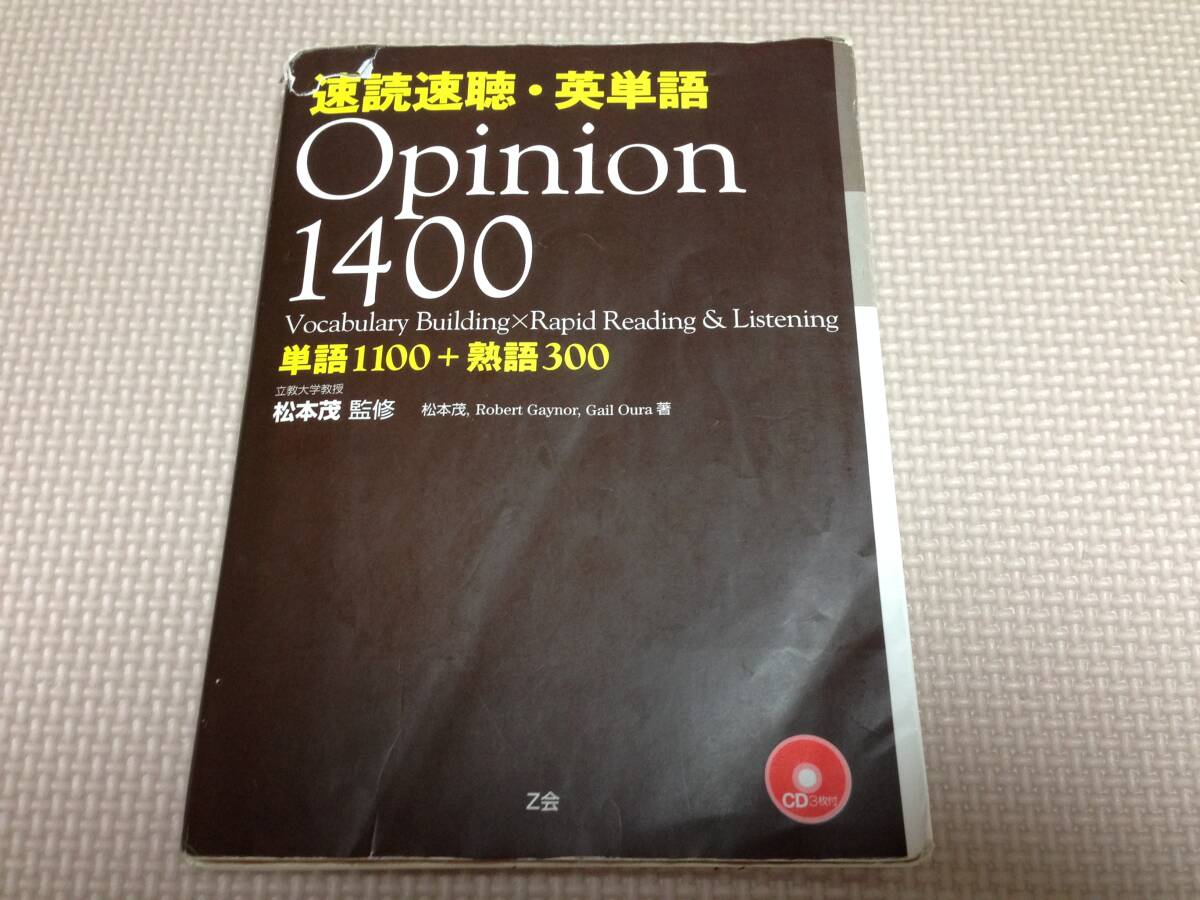 速読速聴・英単語
Opinion
1400
Vocabulary Building×Rapid Reading & Listening
単語1100+熟語300
立教大学教授
松本茂 監修 松本茂, Robert Gaynor, Gail Oura 著
Z会
CD3枚付